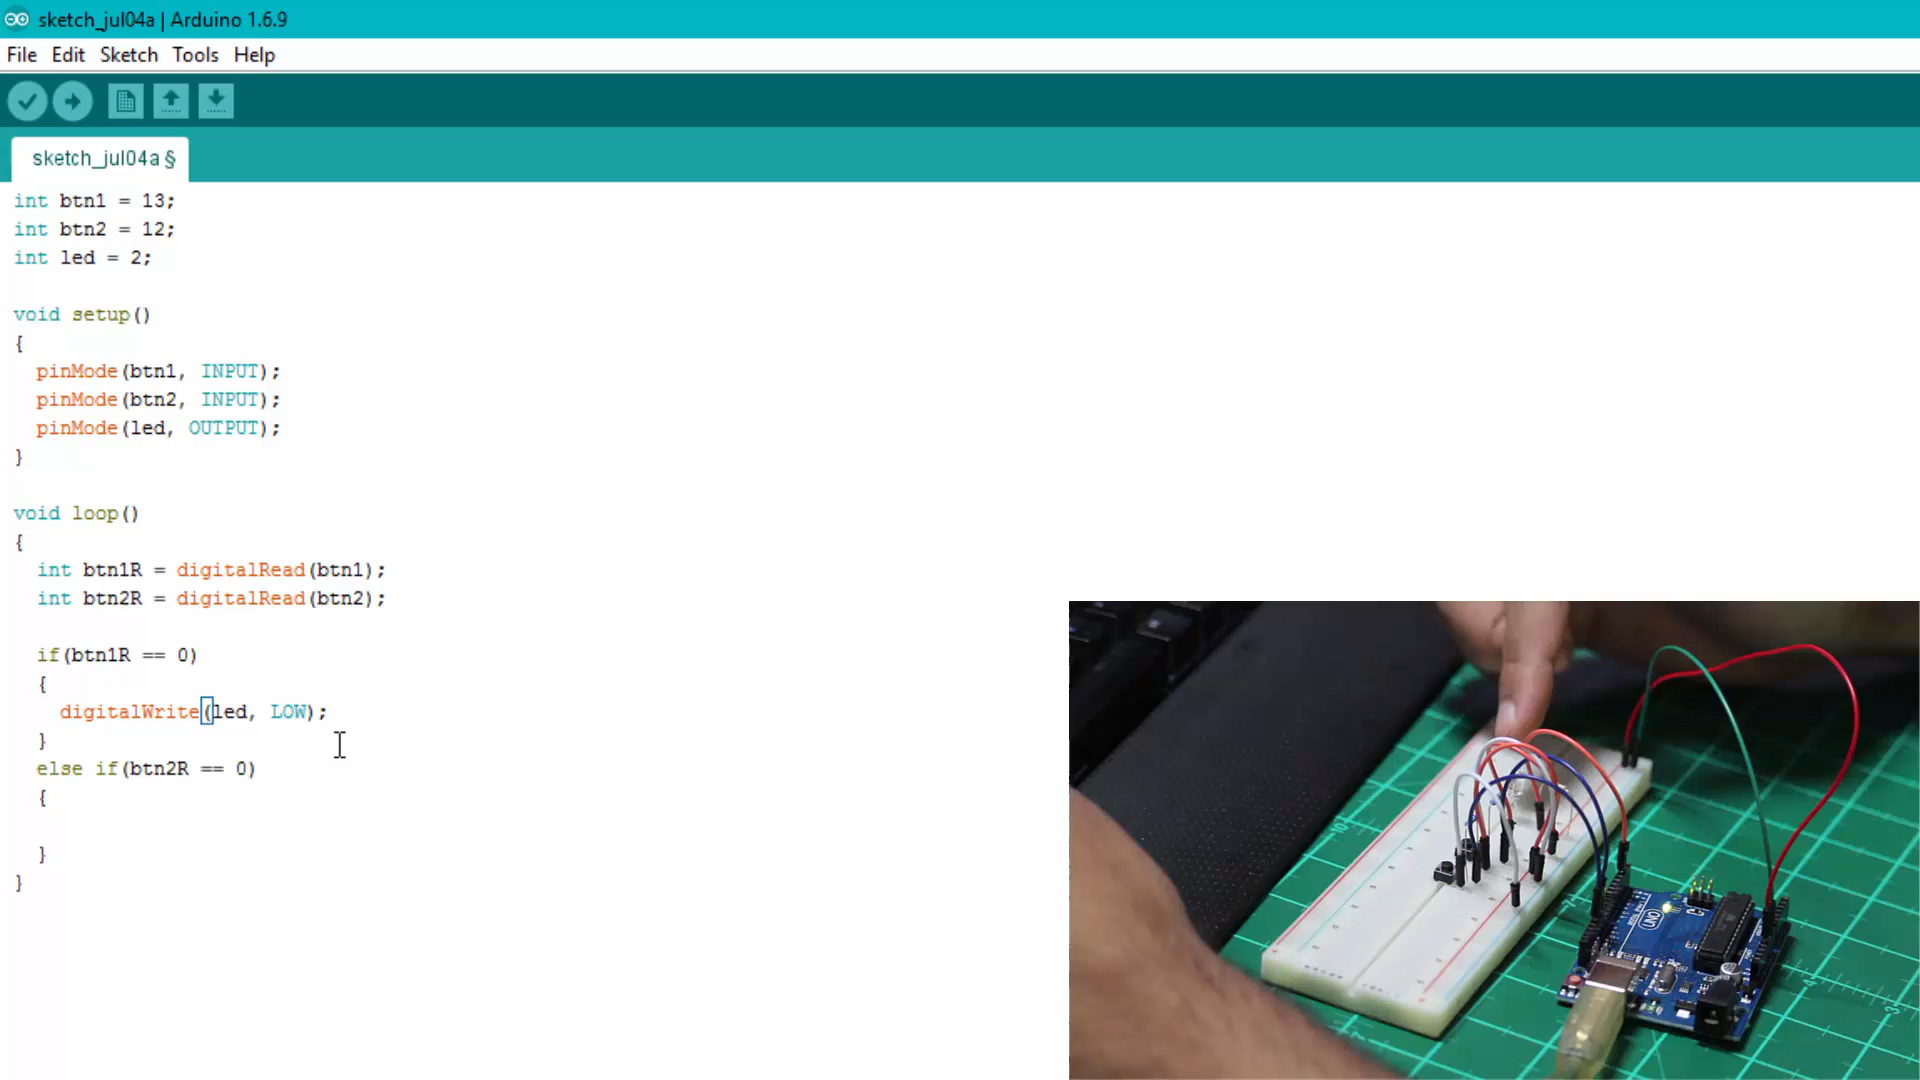 sketch_jul04a | Arduino 1.6.9
File Edit Sketch Tools Help
sketch_jul04a §
int btn1 = 13;
int btn2 = 12;
int led = 2;
void setup()
{
pinMode(btn1, INPUT);
pinMode(btn2, INPUT);
pinMode(led, OUTPUT);
}
void loop()
{
int btn1R = digitalRead(btn1);
int btn2R = digitalRead(btn2);
if(btn1R == 0)
{
digitalWrite(led, LOW);
}
else if(btn2R == 0)
{
}
}
UNO